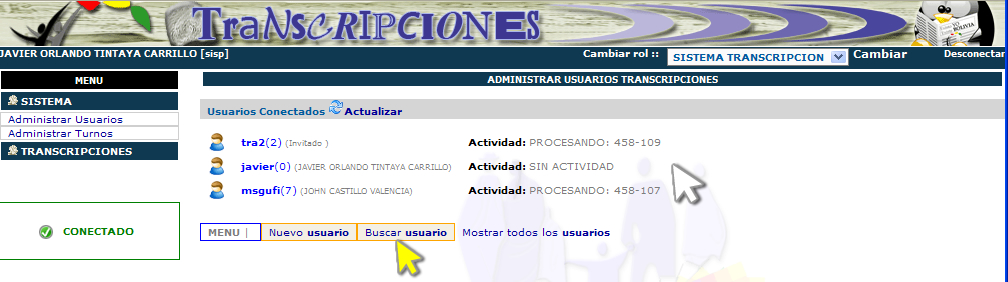 TRANSCRIPCIONES
YO
BOLIVIA
JAVIER ORLANDO TINTAYA CARRILLO [sisp]
Cambiar rol :: SISTEMA TRANSCRIPCION Cambiar Desconectar
MENU
SISTEMA
Administrar Usuarios
Administrar Turnos
TRANSCRIPCIONES
CONECTADO
ADMINISTRAR USUARIOS TRANSCRIPCIONES
Usuarios Conectados Actualizar
tra2(2) (Invitado ) Actividad: PROCESANDO: 458-109
javier(0) (JAVIER ORLANDO TINTAYA CARRILLO) Actividad: SIN ACTIVIDAD
msgufi(7) (JOHN CASTILLO VALENCIA) Actividad: PROCESANDO: 458-107
MENU | Nuevo usuario Buscar usuario Mostrar todos los usuarios